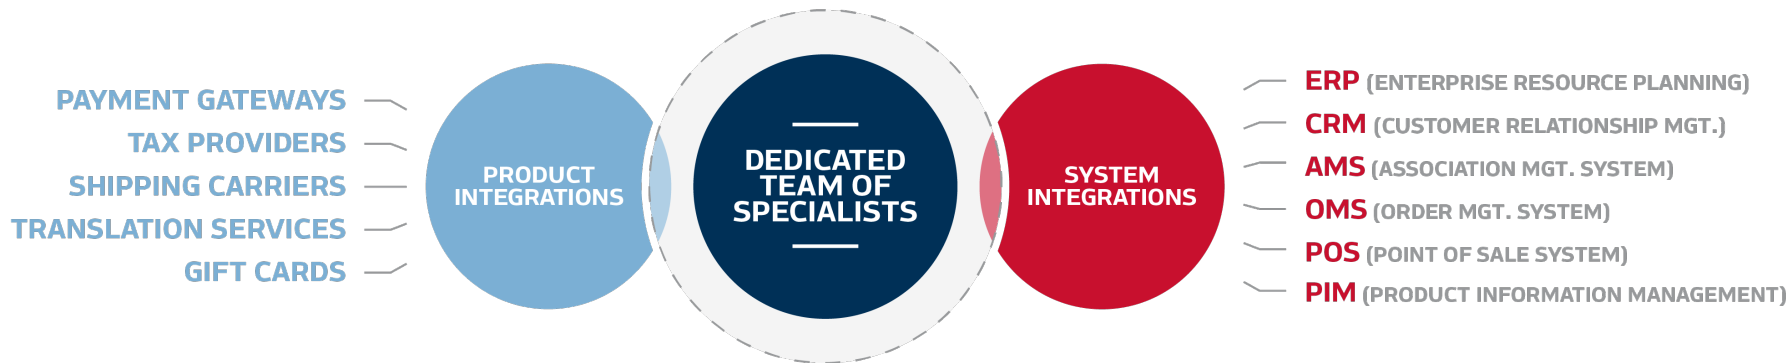 PAYMENT GATEWAYS
TAX PROVIDERS
SHIPPING CARRIERS
TRANSLATION SERVICES
GIFT CARDS
PRODUCT
INTEGRATIONS
DEDICATED
TEAM OF
SPECIALISTS
SYSTEM
INTEGRATIONS
ERP (ENTERPRISE RESOURCE PLANNING)
CRM (CUSTOMER RELATIONSHIP MGT.)
AMS (ASSOCIATION MGT. SYSTEM)
OMS (ORDER MGT. SYSTEM)
POS (POINT OF SALE SYSTEM)
PIM (PRODUCT INFORMATION MANAGEMENT)